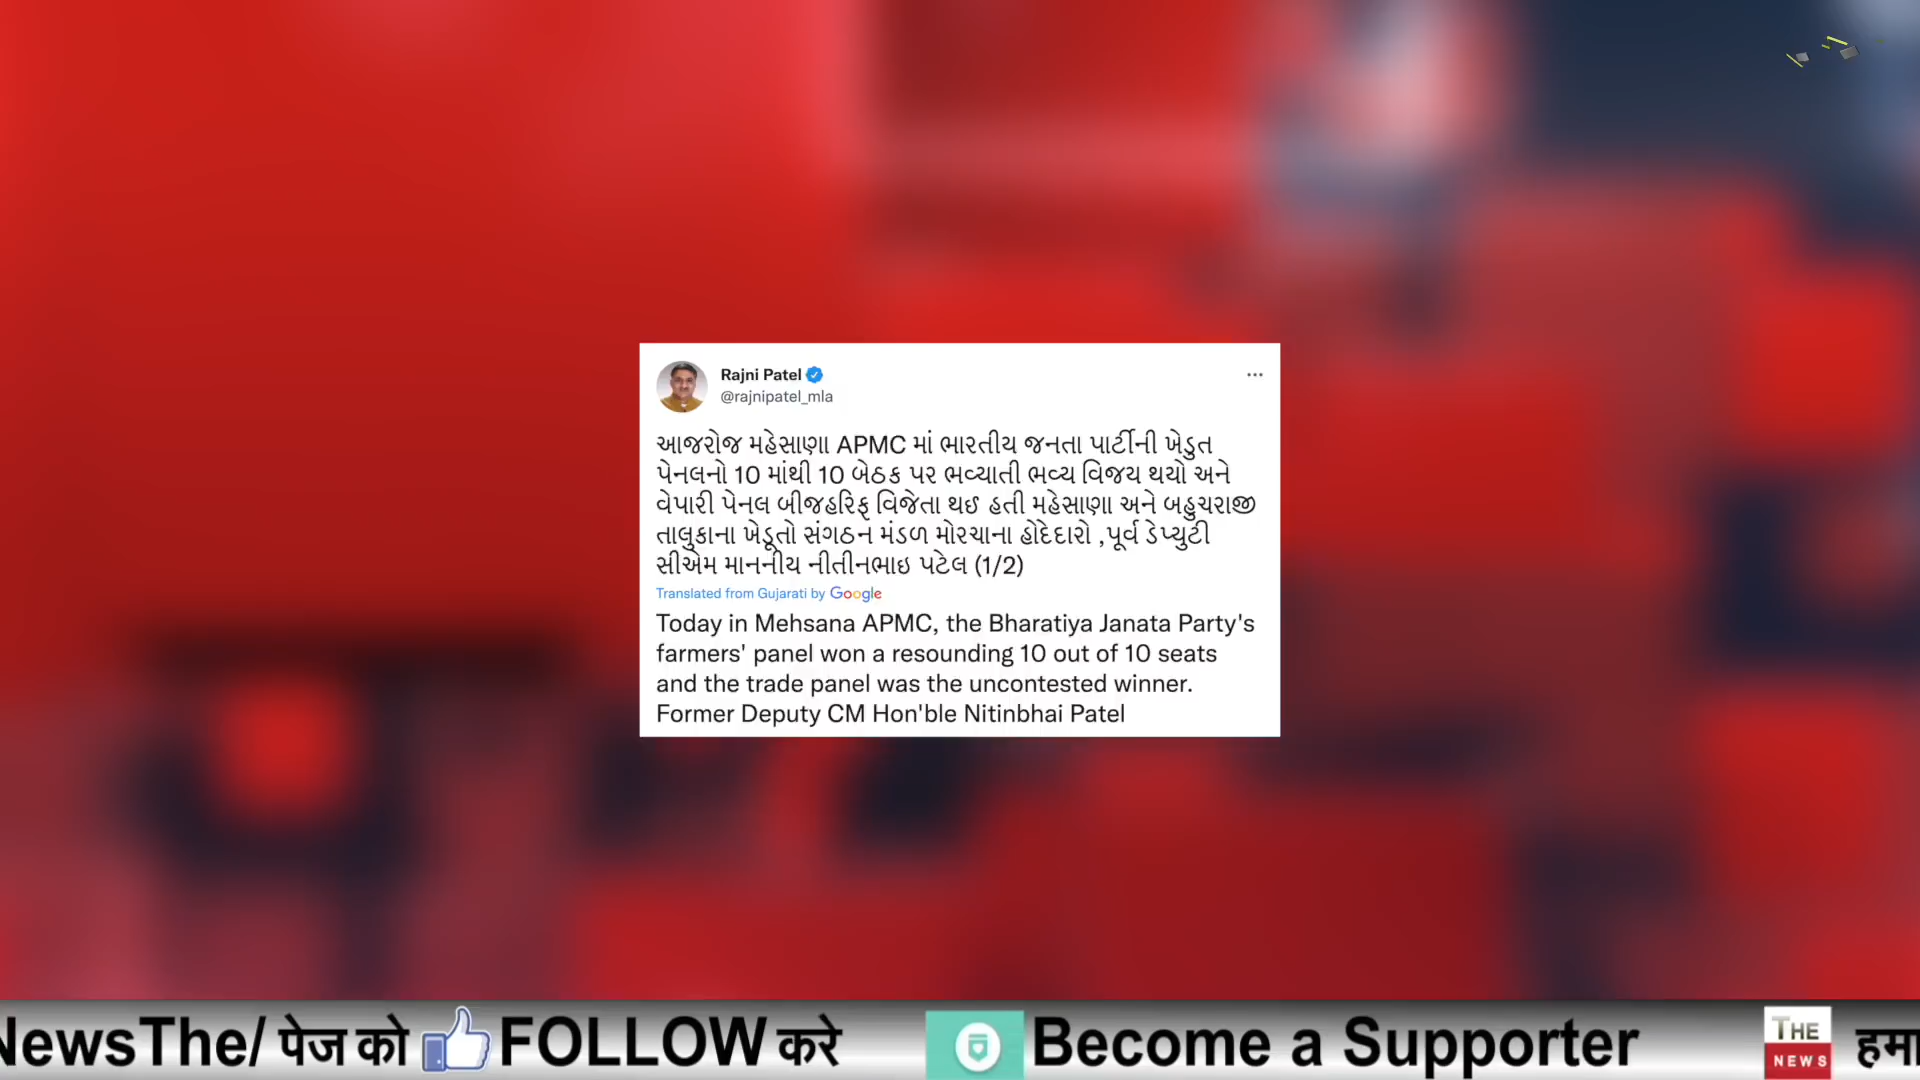 Rajni Patel
@rajnipatel_mla
આજરોજ મહેસાણા APMC માં ભારતીય જનતા પાર્ટીની ખેડુત
પેનલનો 10 માંથી 10 બેઠક પર ભવ્યાતી ભવ્ય વિજય થયો અને
વેપારી પેનલ બીજહરિફ વિજેતા થઈ હતી મહેસાણા અને બહુચરાજી
તાલુકાના ખેડૂતો સંગઠન મંડળ મોરચાના હોદેદારો ,પૂર્વ ડેપ્યુટી
સીએમ માનનીય નીતીનભાઇ પટેલ (1/2)
Translated from Gujarati by Google
Today in Mehsana APMC, the Bharatiya Janata Party's
farmers' panel won a resounding 10 out of 10 seats
and the trade panel was the uncontested winner.
Former Deputy CM Hon'ble Nitinbhai Patel
NewsThe/ पेज को FOLLOW करे Become a Supporter THE NEWS हमा